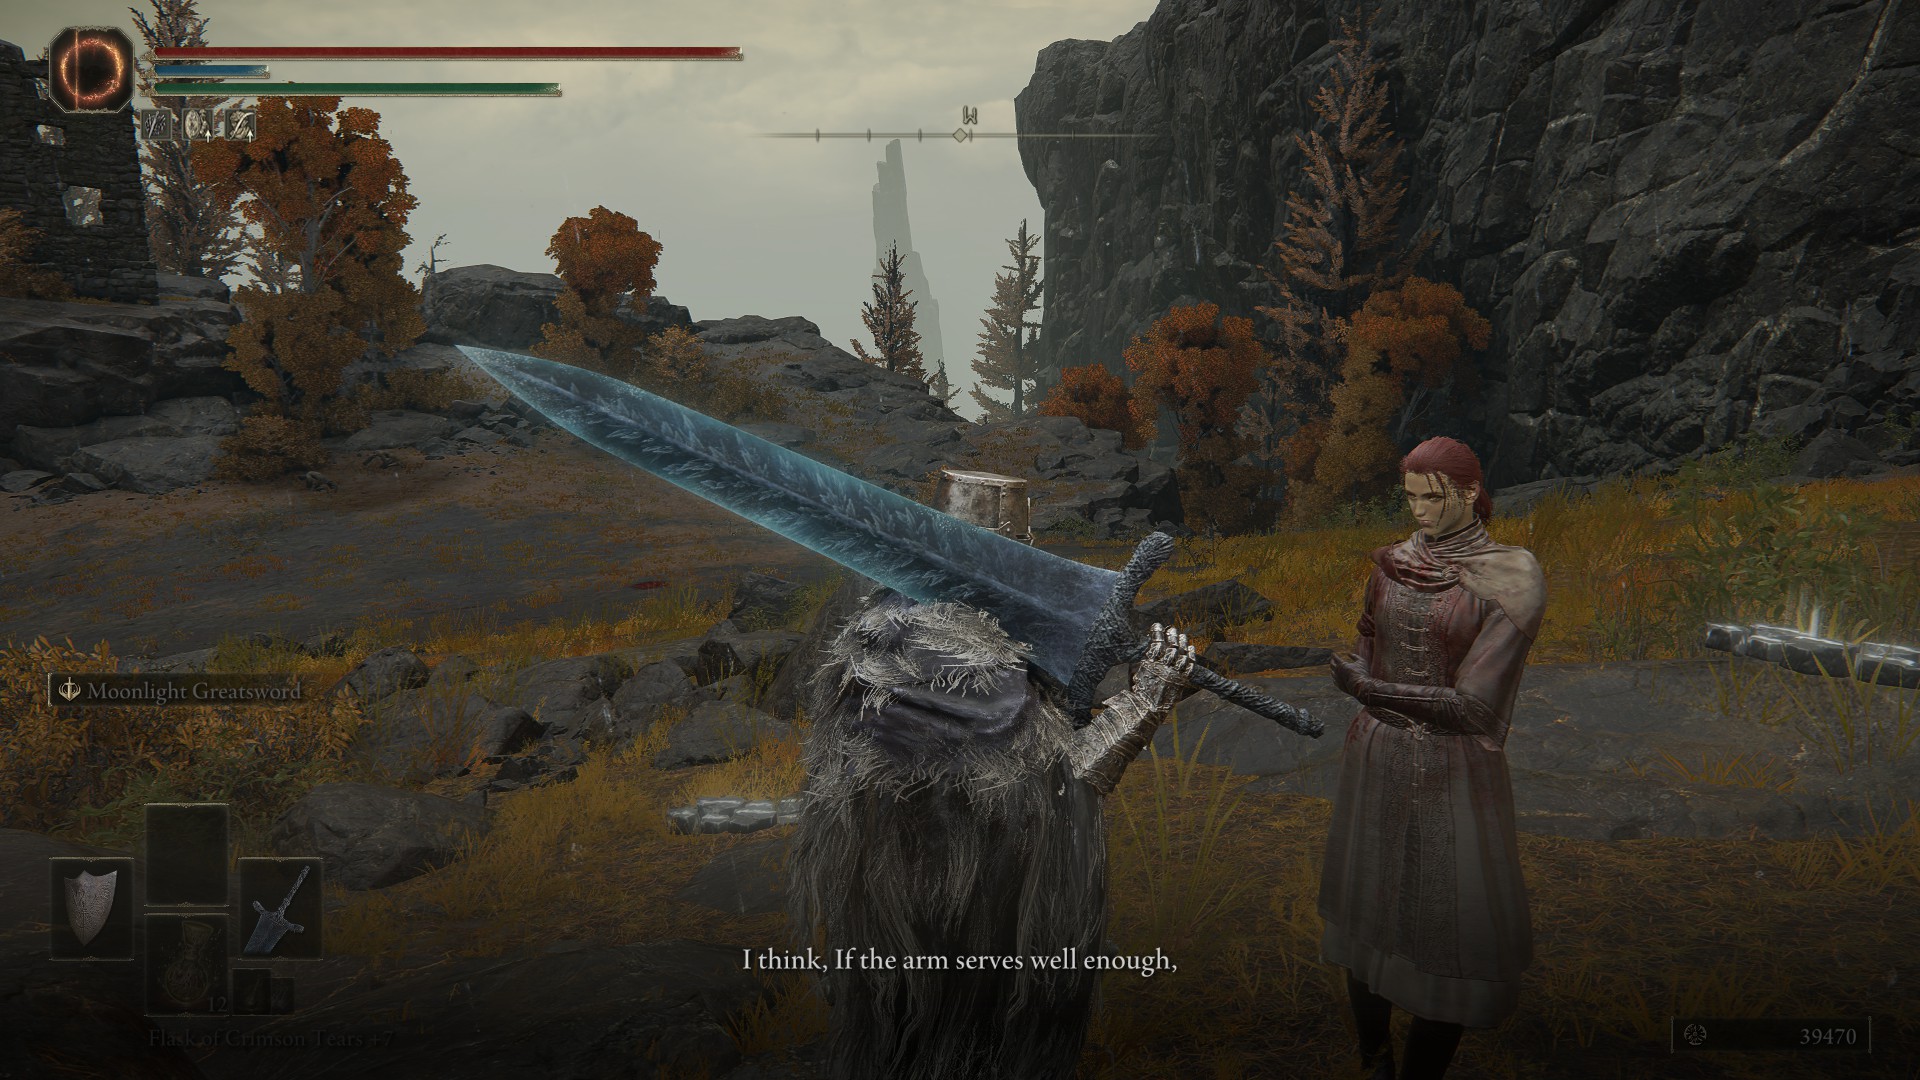 W
Moonlight Greatsword
I think, If the arm serves well enough,
12
Flask of Crimson Tears +7
39470